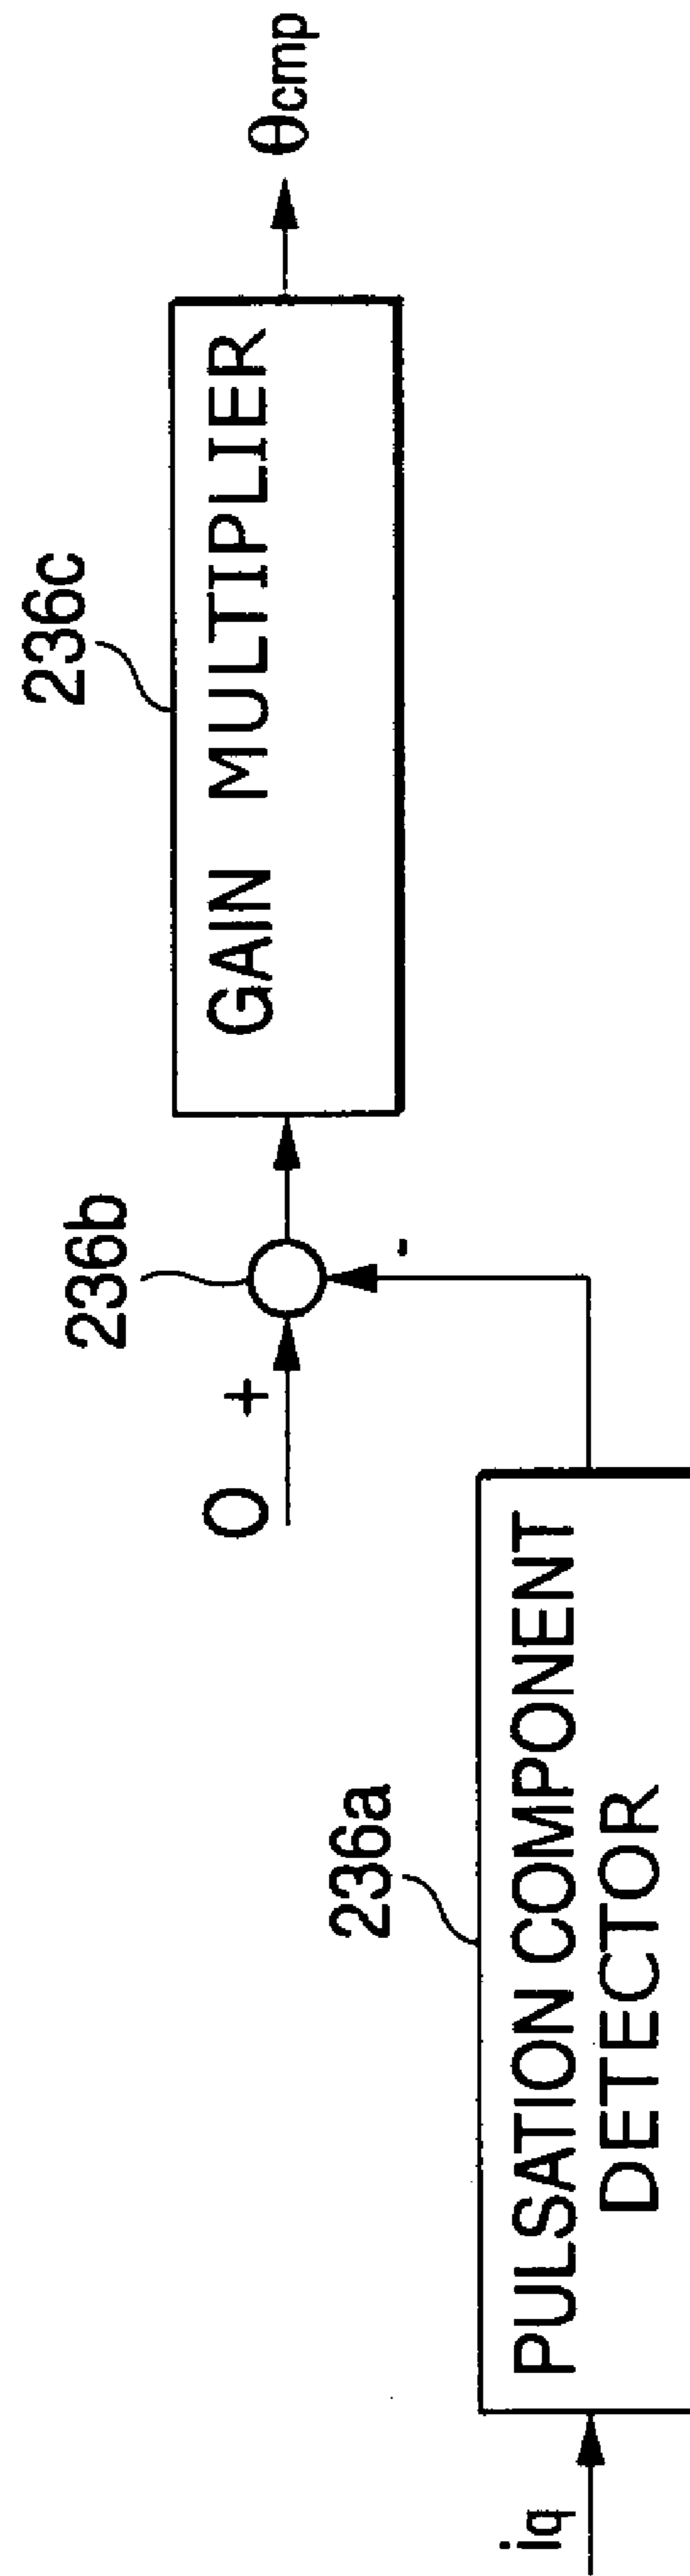 236c
GAIN MULTIPLIER
θcmp
236b
O +
-
236a
PULSATION COMPONENT
DETECTOR
iq